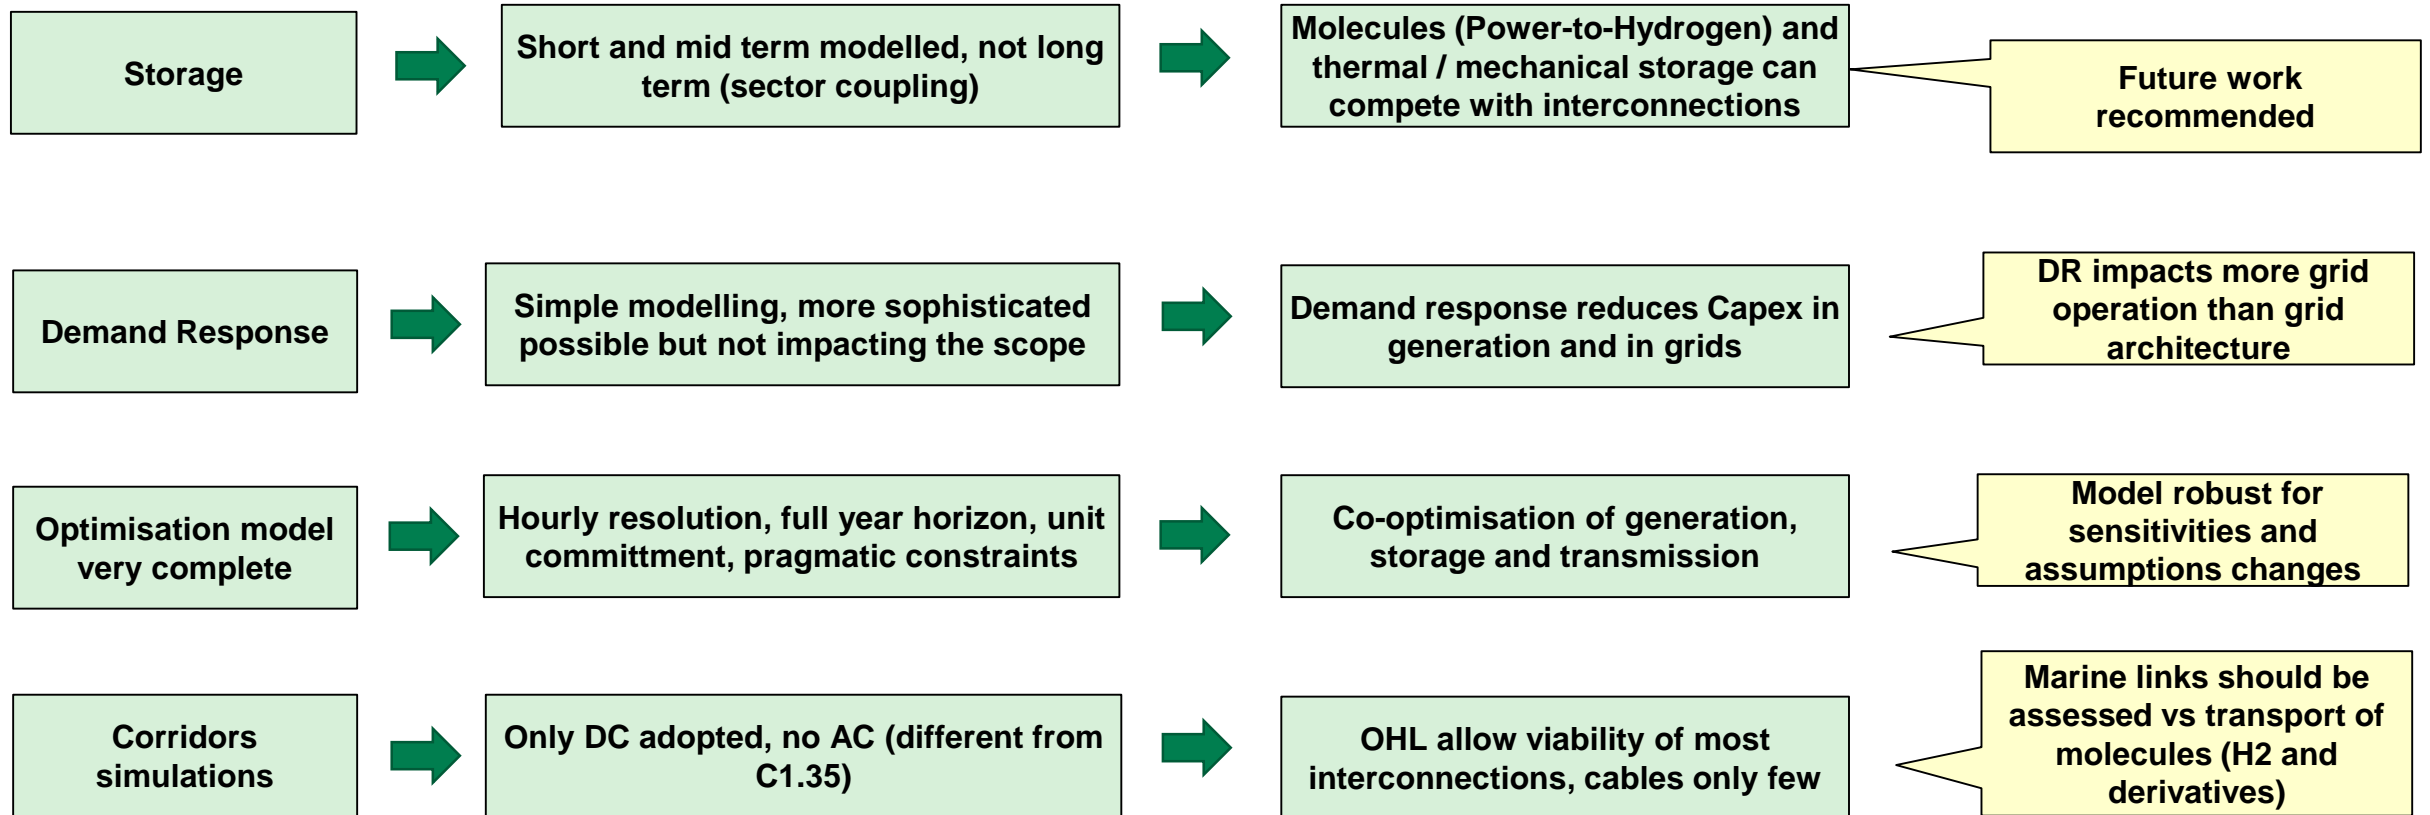 Storage
Short and mid term modelled, not long
term (sector coupling)
Molecules (Power-to-Hydrogen) and
thermal / mechanical storage can
compete with interconnections
Future work
recommended
Demand Response
Simple modelling, more sophisticated
possible but not impacting the scope
Demand response reduces Capex in
generation and in grids
DR impacts more grid
operation than grid
architecture
Optimisation model
very complete
Hourly resolution, full year horizon, unit
committment, pragmatic constraints
Co-optimisation of generation,
storage and transmission
Model robust for
sensitivities and
assumptions changes
Corridors
simulations
Only DC adopted, no AC (different from
C1.35)
OHL allow viability of most
interconnections, cables only few
Marine links should be
assessed vs transport of
molecules (H2 and
derivatives)